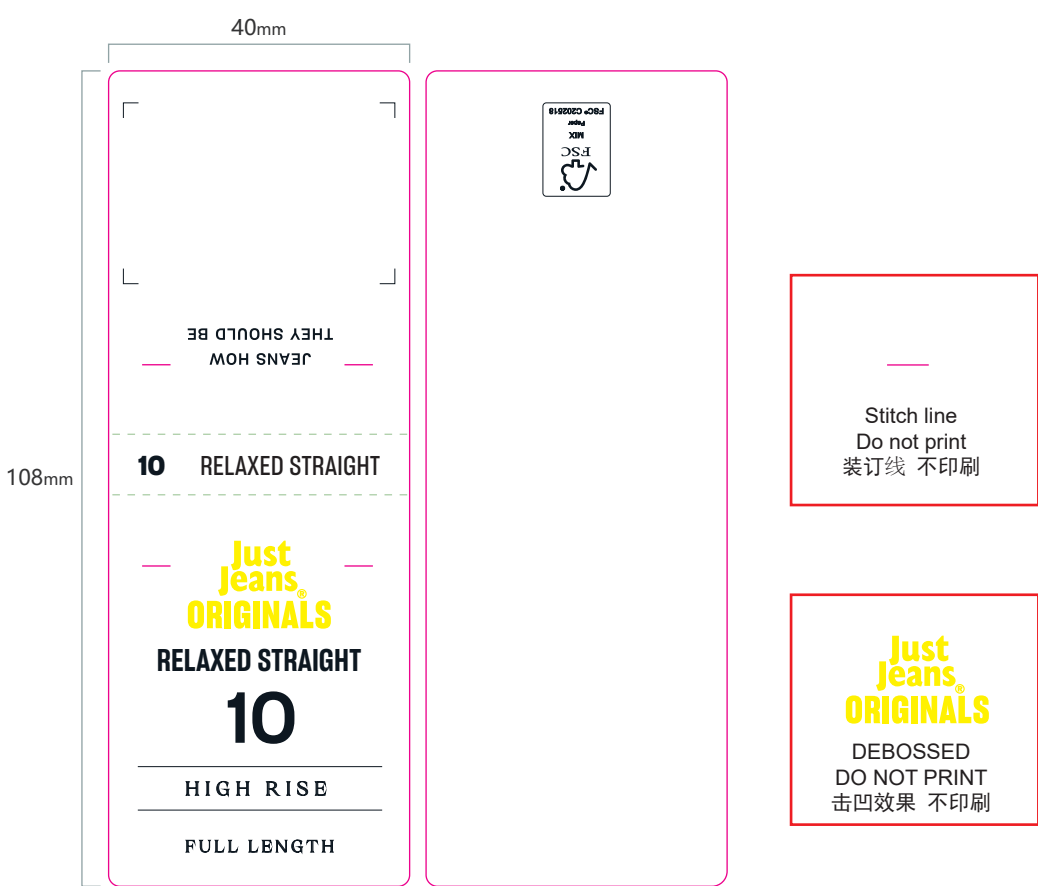 40mm
108mm
JEANS HOW
THEY SHOULD BE
10 RELAXED STRAIGHT
Just
Jeans®
ORIGINALS
RELAXED STRAIGHT
10
HIGH RISE
FULL LENGTH
FSC
MIX
Paper
FSC® C202518
Stitch line
Do not print
装订线 不印刷
Just
Jeans®
ORIGINALS
DEBOSSED
DO NOT PRINT
击凹效果 不印刷